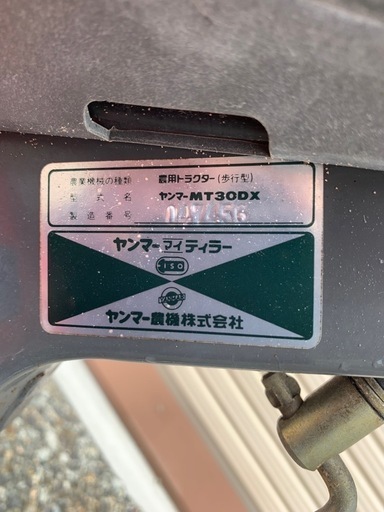 農業機械の種類 農用トラクター(歩行型)
型式名 ヤンマーMT30DX
製造番号
ヤンマーマイティラー
ISO
YANMAR
ヤンマー農機株式会社